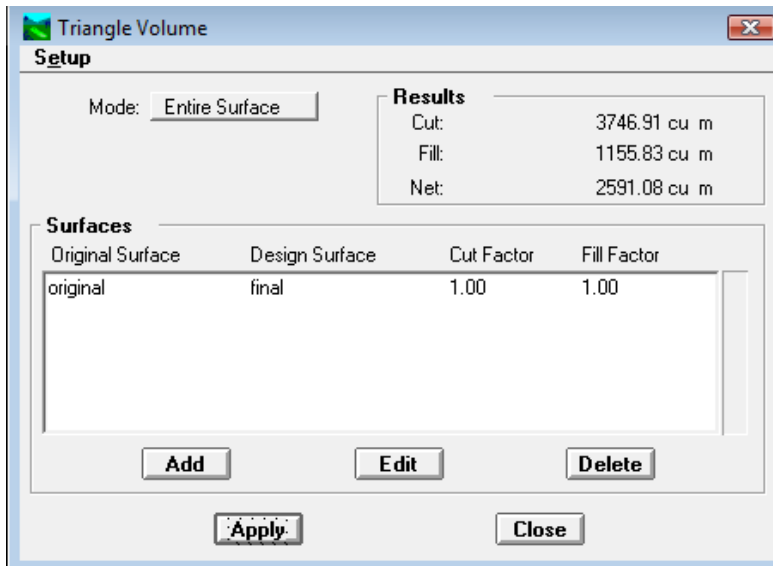 Triangle Volume
Setup
Mode: Entire Surface
Results
Cut: 3746.91 cu m
Fill: 1155.83 cu m
Net: 2591.08 cu m
Surfaces
Original Surface Design Surface Cut Factor Fill Factor
original final 1.00 1.00
Add Edit Delete
Apply Close